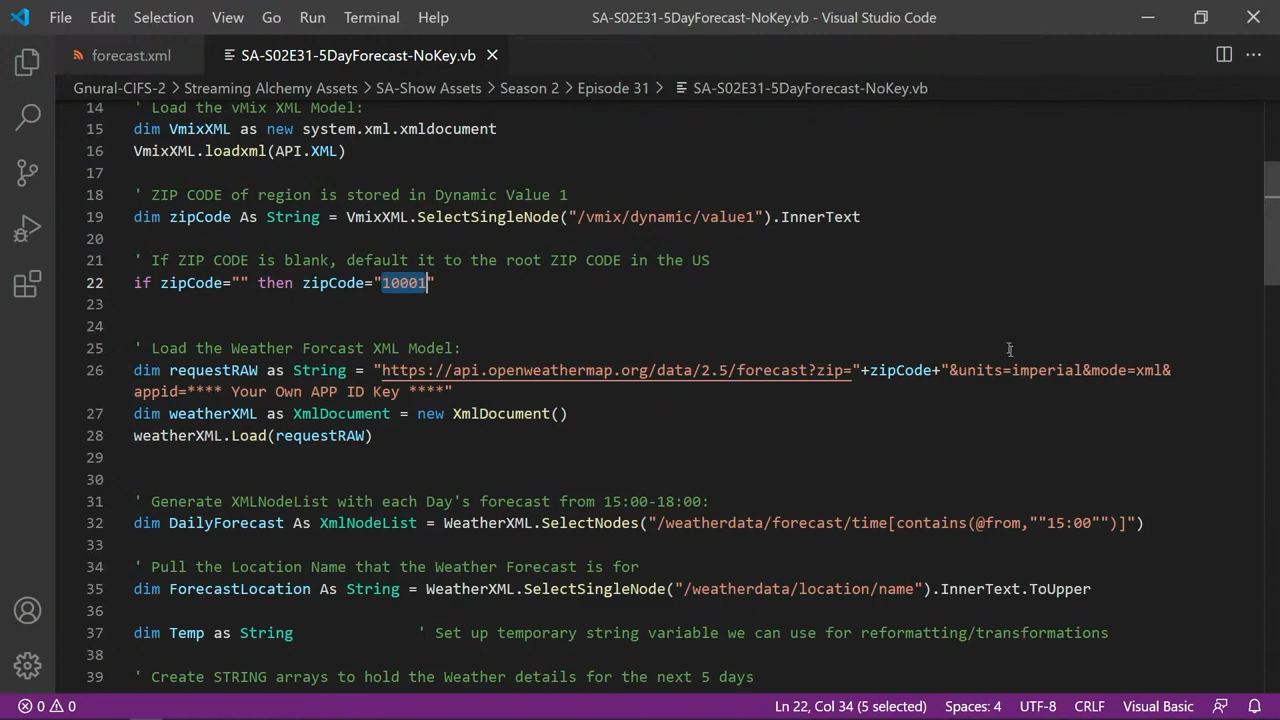 File Edit Selection View Go Run Terminal Help SA-S02E31-5DayForecast-NoKey.vb - Visual Studio Code
forecast.xml SA-S02E31-5DayForecast-NoKey.vb
Gnural-CIFS-2 > Streaming Alchemy Assets > SA-Show Assets > Season 2 > Episode 31 > SA-S02E31-5DayForecast-NoKey.vb
14 ' Load the vMix XML Model:
15 dim VmixXML as new system.xml.xmldocument
16 VmixXML.loadxml(API.XML)
17
18 ' ZIP CODE of region is stored in Dynamic Value 1
19 dim zipCode As String = VmixXML.SelectSingleNode("/vmix/dynamic/value1").InnerText
20
21 ' If ZIP CODE is blank, default it to the root ZIP CODE in the US
22 if zipCode="" then zipCode="10001"
23
24
25 ' Load the Weather Forcast XML Model:
26 dim requestRAW as String = "https://api.openweathermap.org/data/2.5/forecast?zip="+zipCode+"&units=imperial&mode=xml&
appid=**** Your Own APP ID Key ****"
27 dim weatherXML as XmlDocument = new XmlDocument()
28 weatherXML.Load(requestRAW)
29
30
31 ' Generate XMLNodeList with each Day's forecast from 15:00-18:00:
32 dim DailyForecast As XmlNodeList = WeatherXML.SelectNodes("/weatherdata/forecast/time[contains(@from,""15:00"")]")
33
34 ' Pull the Location Name that the Weather Forecast is for
35 dim ForecastLocation As String = WeatherXML.SelectSingleNode("/weatherdata/location/name").InnerText.ToUpper
36
37 dim Temp as String ' Set up temporary string variable we can use for reformatting/transformations
38
39 ' Create STRING arrays to hold the Weather details for the next 5 days
0 0 Ln 22, Col 34 (5 selected) Spaces: 4 UTF-8 CRLF Visual Basic